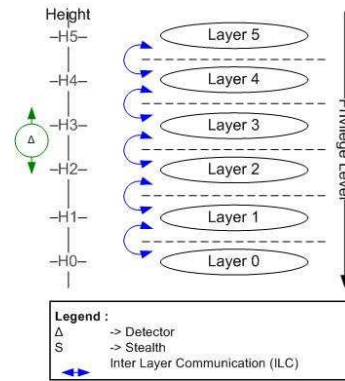 Height
H5
Layer 5
H4
Layer 4
H3
Layer 3
Δ
H2
Layer 2
H1
Layer 1
H0
Layer 0
Privilege Level
Legend :
Δ -> Detector
S -> Stealth
Inter Layer Communication (ILC)